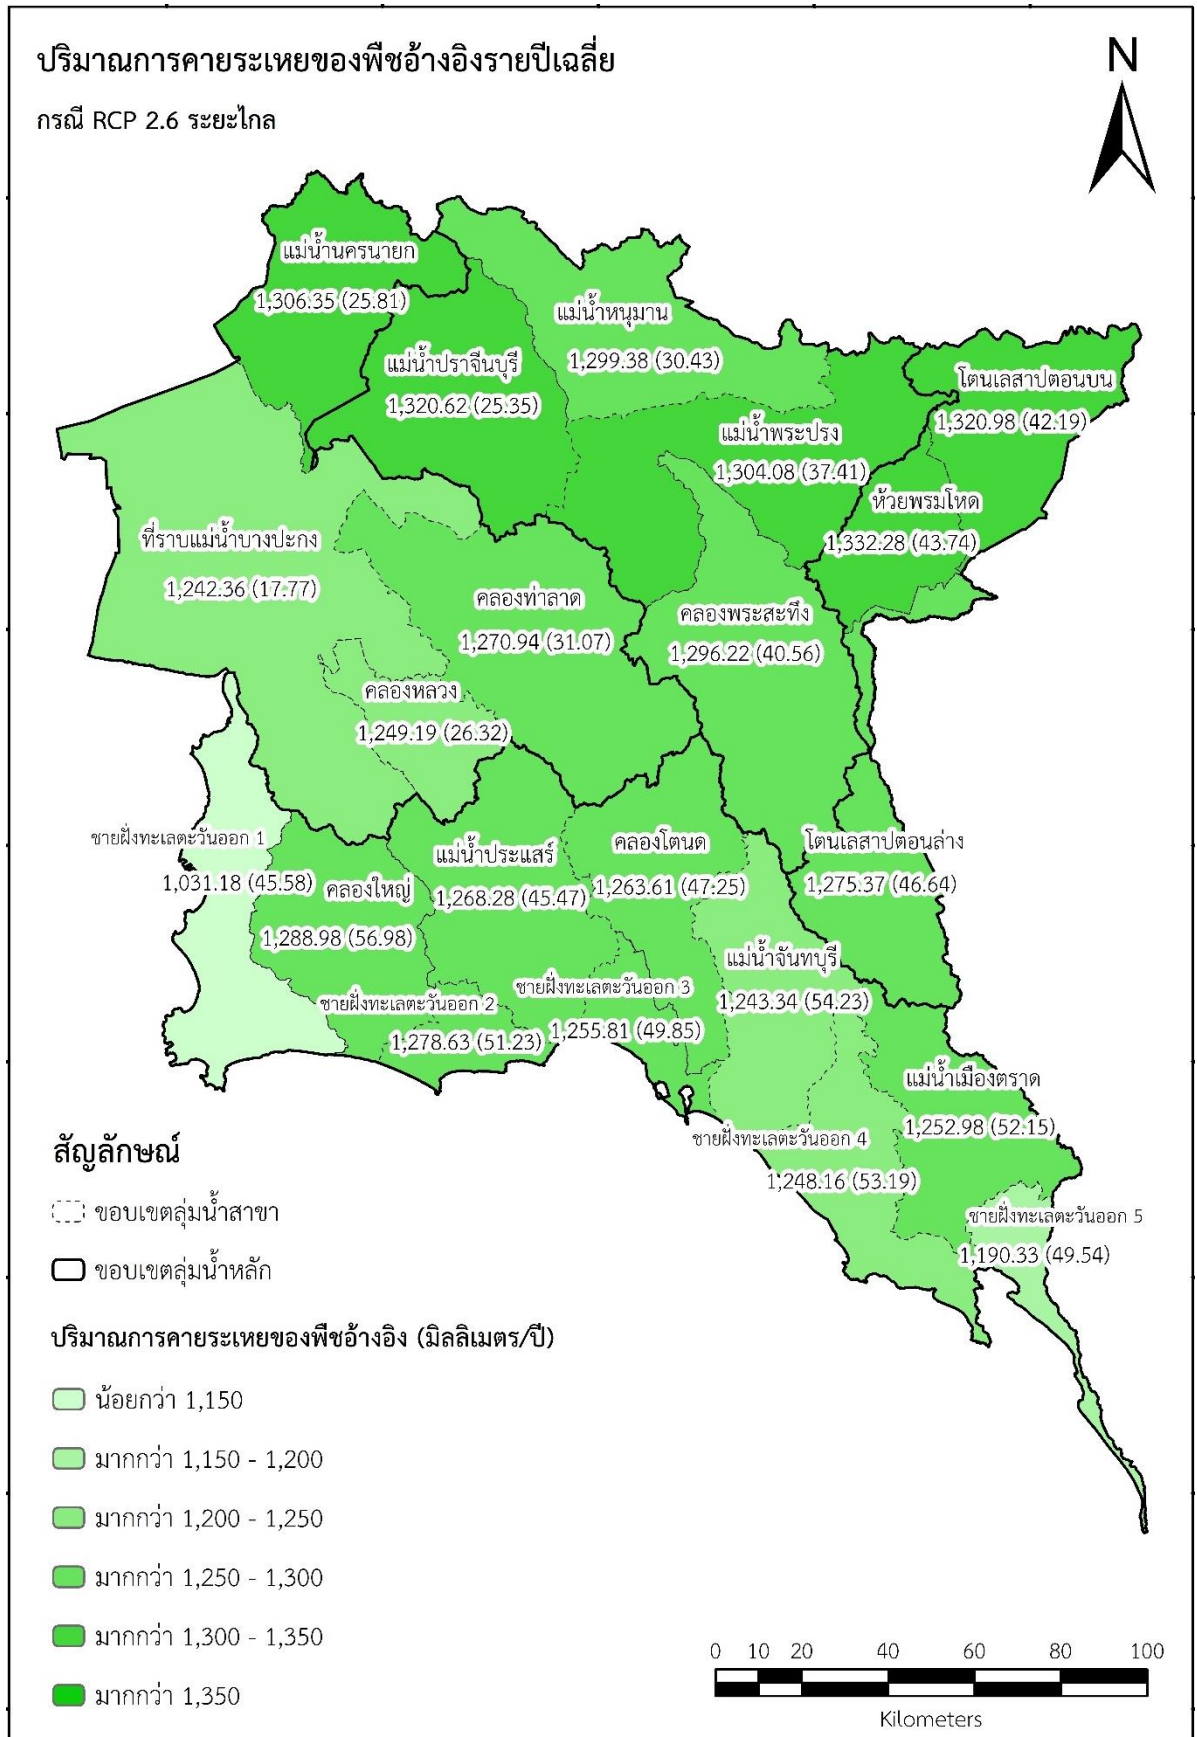 ปริมาณการคายระเหยของพืชอ้างอิงรายปีเฉลี่ย
N
กรณี RCP 2.6 ระยะไกล
แม่น้ำนครนายก
1,306.35 (25.81)
แม่น้ำหนุมาน
1,299.38 (30.43)
แม่น้ำปราจีนบุรี
1,320.62 (25.35)
โตนเลสาปตอนบน
1,320.98 (42.19)
แม่น้ำพระปรง
1,304.08 (37.41)
ห้วยพรมโหด
1,332.28 (43.74)
ที่ราบแม่น้ำบางปะกง
1,242.36 (17.77)
คลองท่าลาด
1,270.94 (31.07)
คลองพระสะทึง
1,296.22 (40.56)
คลองหลวง
1,249.19 (26.32)
ชายฝั่งทะเลตะวันออก 1
1,031.18 (45.58)
คลองใหญ่
1,288.98 (56.98)
แม่น้ำประแสร์
1,268.28 (45.47)
คลองโตนด
1,263.61 (47.25)
โตนเลสาปตอนล่าง
1,275.37 (46.64)
แม่น้ำจันทบุรี
1,243.34 (54.23)
ชายฝั่งทะเลตะวันออก 2
1,278.63 (51.23)
ชายฝั่งทะเลตะวันออก 3
1,255.81 (49.85)
แม่น้ำเมืองตราด
1,252.98 (52.15)
ชายฝั่งทะเลตะวันออก 4
1,248.16 (53.19)
ชายฝั่งทะเลตะวันออก 5
1,190.33 (49.54)
สัญลักษณ์
ขอบเขตลุ่มน้ำสาขา
ขอบเขตลุ่มน้ำหลัก
ปริมาณการคายระเหยของพืชอ้างอิง (มิลลิเมตร/ปี)
น้อยกว่า 1,150
มากกว่า 1,150 - 1,200
มากกว่า 1,200 - 1,250
มากกว่า 1,250 - 1,300
มากกว่า 1,300 - 1,350
มากกว่า 1,350
0 10 20 40 60 80 100
Kilometers